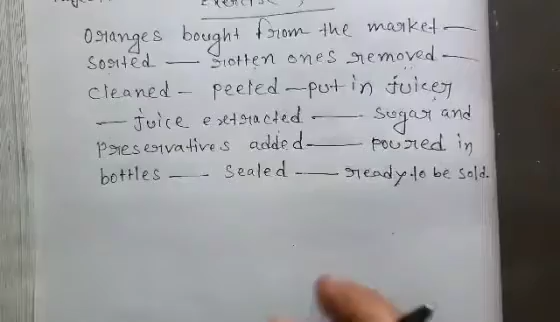 Oranges bought from the market —
sorted — rotten ones removed —
cleaned — peeled — put in juicer
— juice extracted — sugar and
preservatives added — poured in
bottles — sealed — ready to be sold.